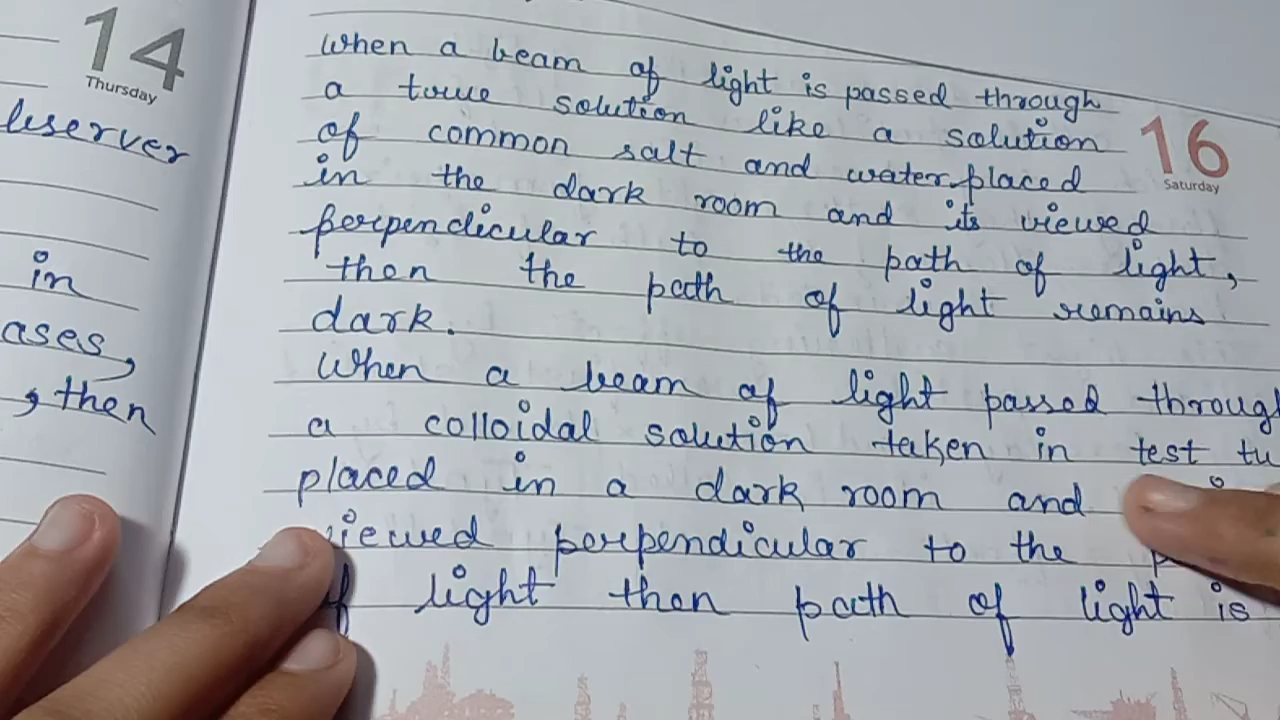 14
Thursday
in
ases,
, then
When a beam of light is passed through
a true solution like a solution
of common salt and water placed
in the dark room and its viewed
perpendicular to the path of light,
then the path of light remains
dark.
When a beam of light passed through
a colloidal solution taken in test tu
placed in a dark room and
viewed perpendicular to the p
of light then path of light is
16
Saturday